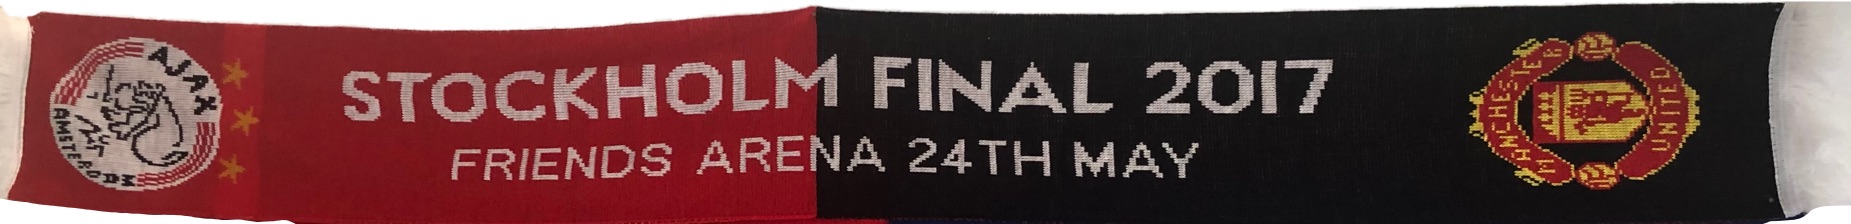 AJAX
AMSTERDAM
STOCKHOLM FINAL 2017
FRIENDS ARENA 24TH MAY
MANCHESTER
UNITED